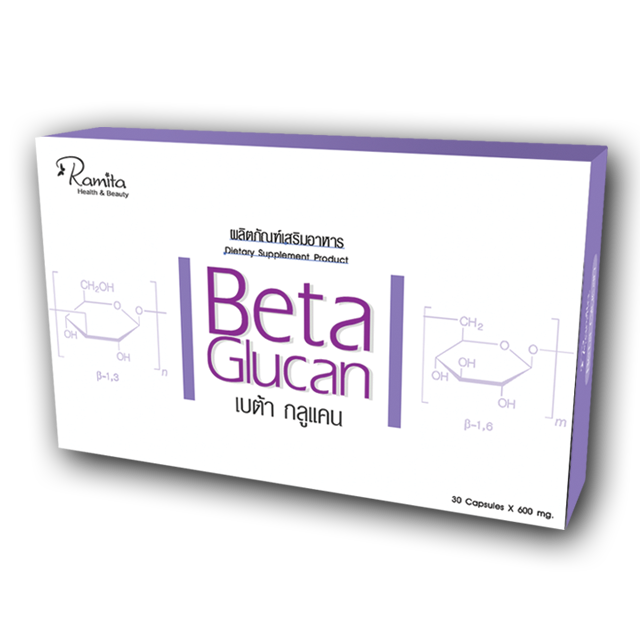 Ramita
Health & Beauty
ผลิตภัณฑ์เสริมอาหาร
Dietary Supplement Product
Beta
Glucan
เบต้า กลูแคน
CH₂OH
O
O
OH
OH
n
β-1,3
CH₂
O
O
OH
OH
OH
m
β-1,6
30 Capsules X 600 mg.